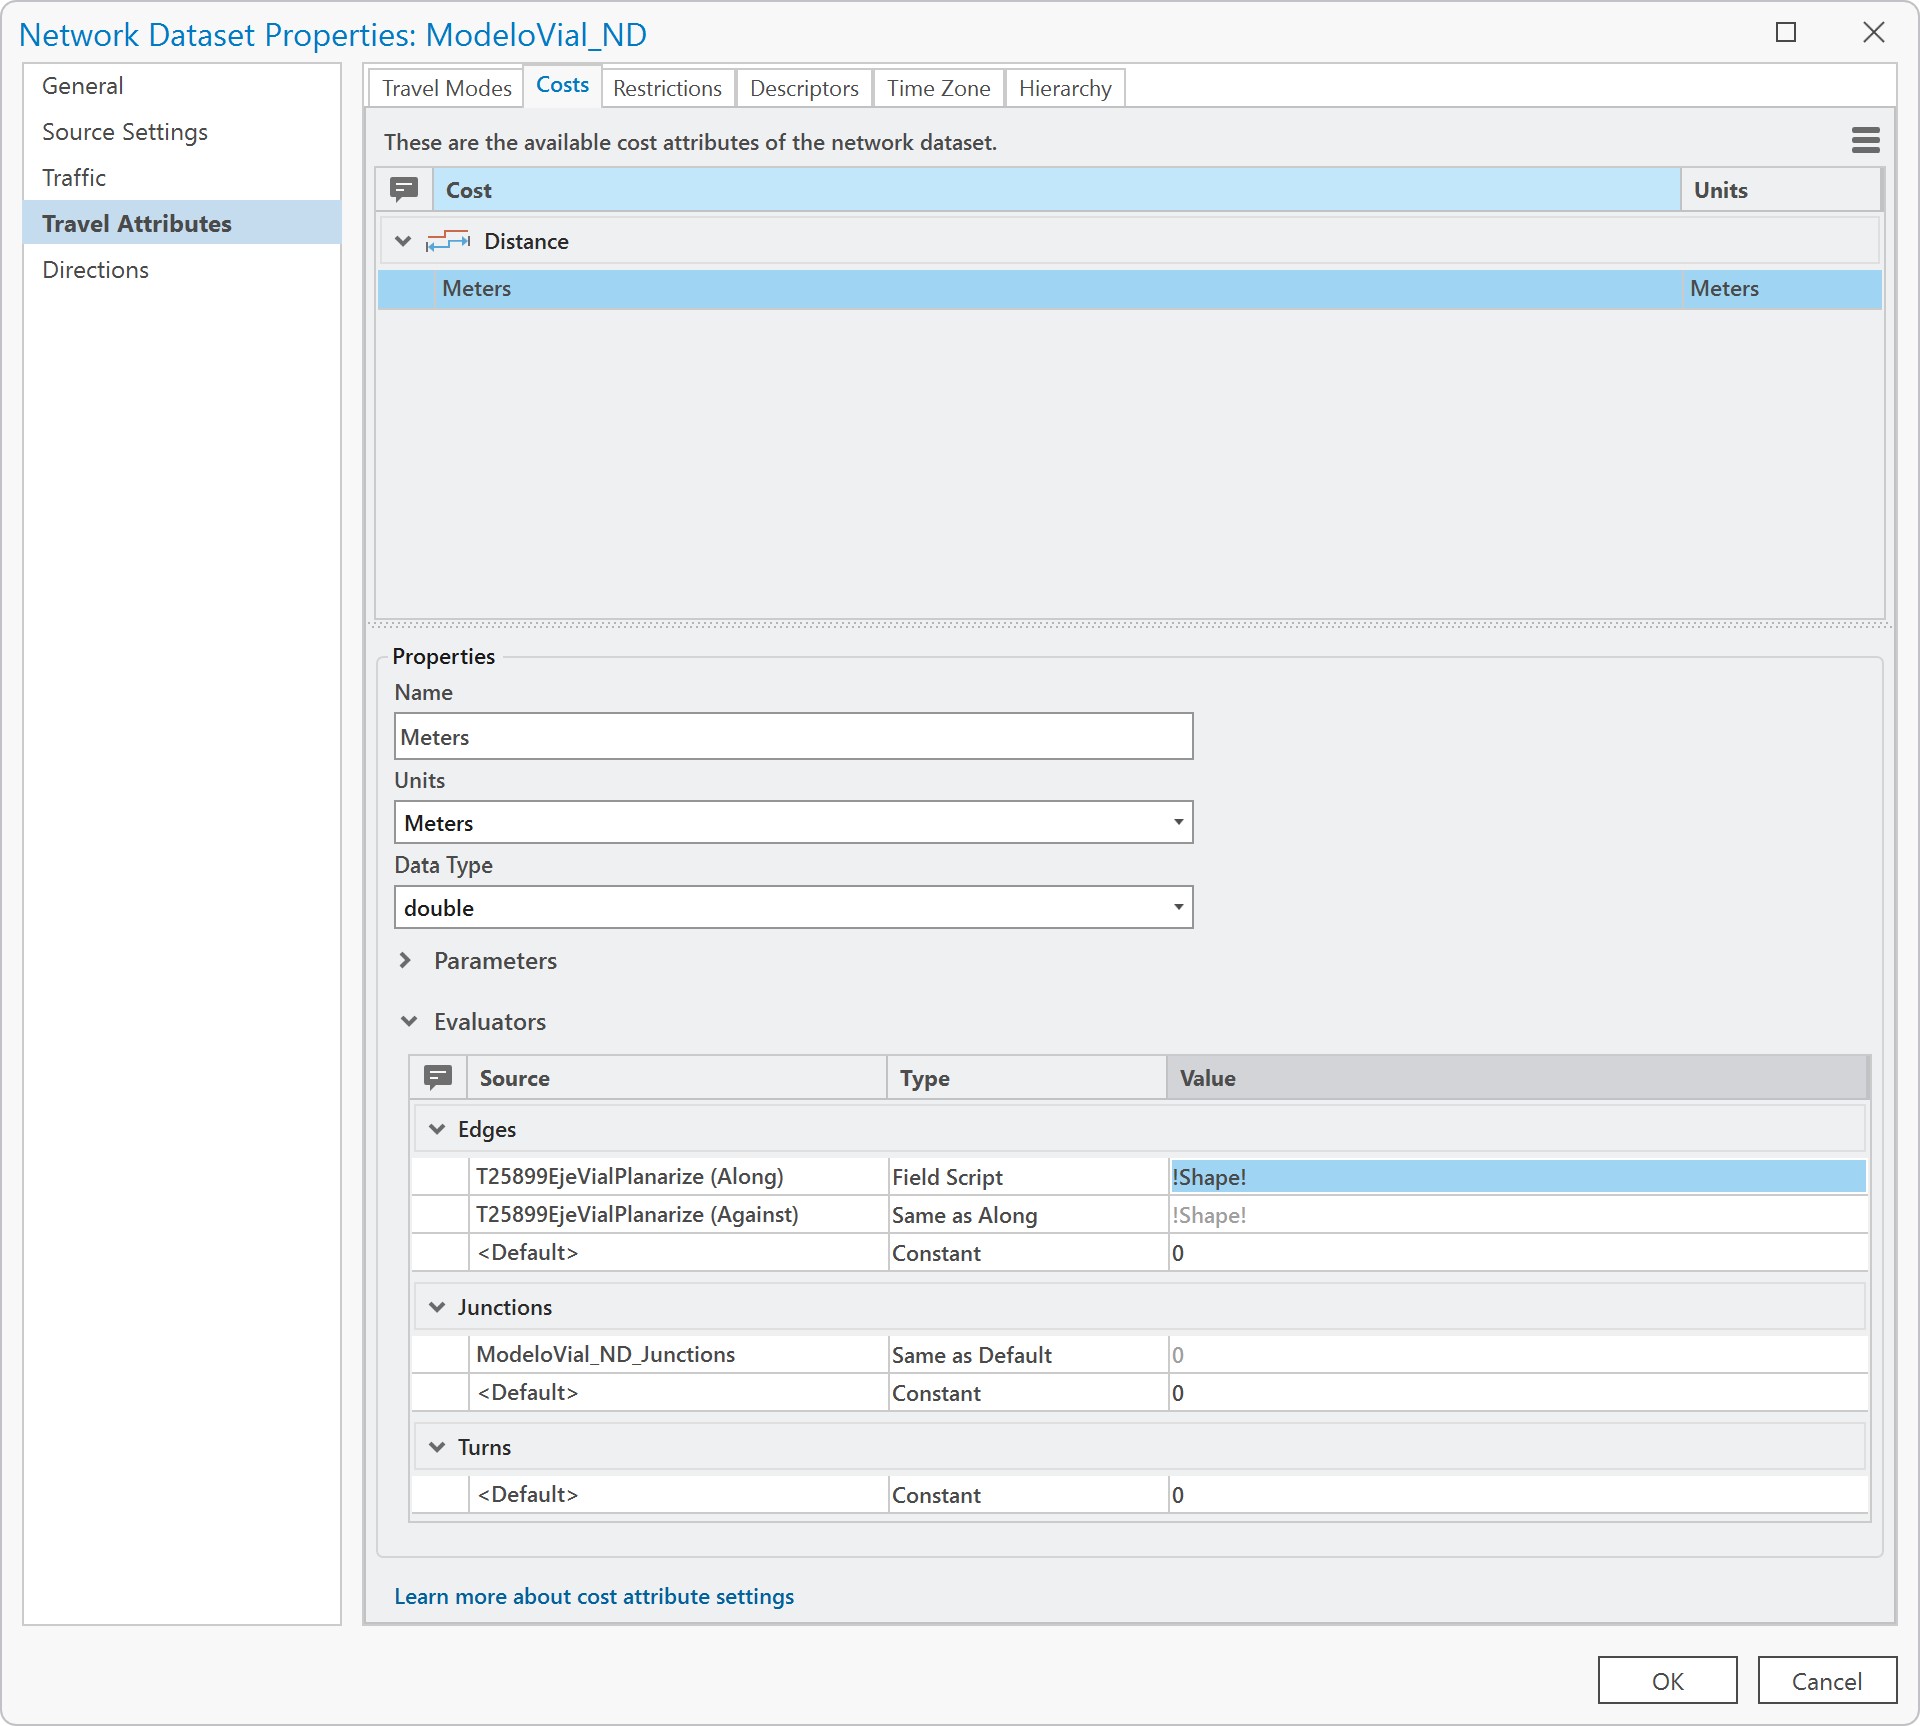 Network Dataset Properties: ModeloVial_ND
General
Source Settings
Traffic
Travel Attributes
Directions
Travel Modes Costs Restrictions Descriptors Time Zone Hierarchy
These are the available cost attributes of the network dataset.
Cost Units
Distance
Meters Meters
Properties
Name
Meters
Units
Meters
Data Type
double
Parameters
Evaluators
Source Type Value
Edges
T25899EjeVialPlanarize (Along) Field Script !Shape!
T25899EjeVialPlanarize (Against) Same as Along !Shape!
<Default> Constant 0
Junctions
ModeloVial_ND_Junctions Same as Default 0
<Default> Constant 0
Turns
<Default> Constant 0
Learn more about cost attribute settings
OK Cancel